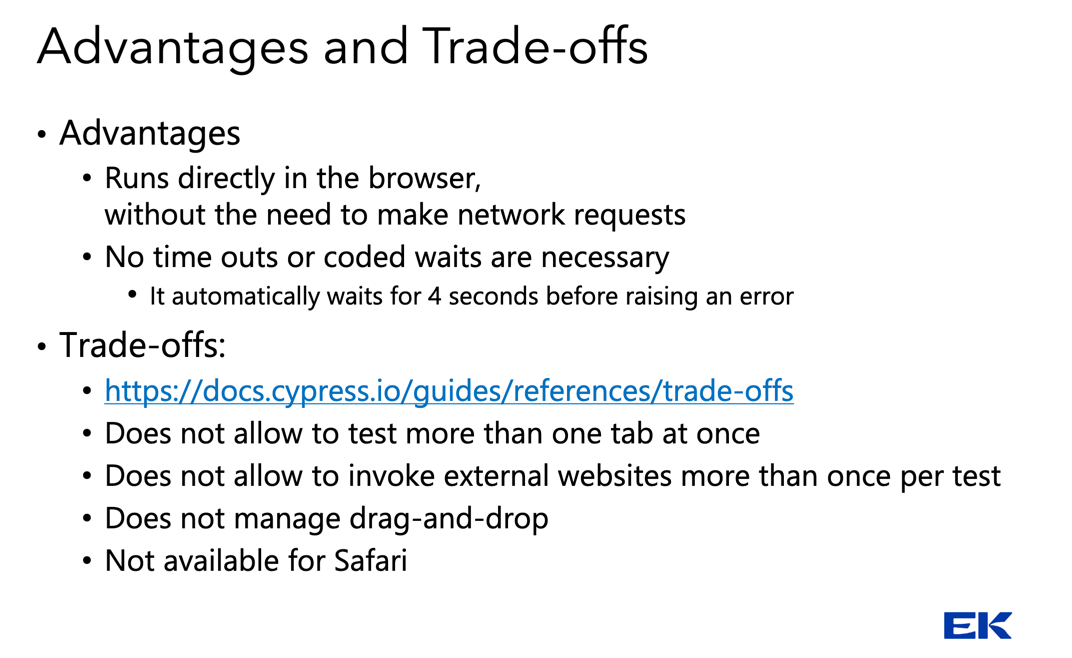 Advantages and Trade-offs
• Advantages
• Runs directly in the browser,
without the need to make network requests
• No time outs or coded waits are necessary
• It automatically waits for 4 seconds before raising an error
• Trade-offs:
• https://docs.cypress.io/guides/references/trade-offs
• Does not allow to test more than one tab at once
• Does not allow to invoke external websites more than once per test
• Does not manage drag-and-drop
• Not available for Safari
EK